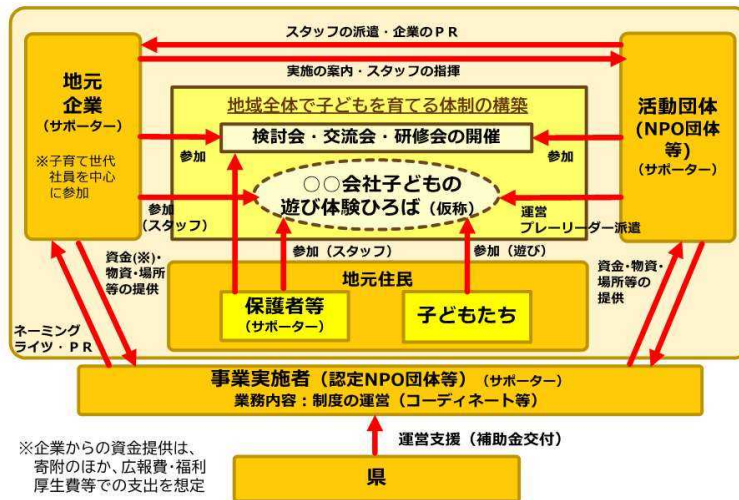 スタッフの派遣・企業のPR
実施の案内・スタッフの指揮
地元
企業
(サポーター)
※子育て世代
社員を中心
に参加
地域全体で子どもを育てる体制の構築
検討会・交流会・研修会の開催
参加
参加
○○会社子どもの
遊び体験ひろば(仮称)
活動団体
(NPO団体
等)
(サポーター)
参加
(スタッフ)
運営
プレーリーダー派遣
参加(スタッフ)
参加(遊び)
資金(※)・
物資・場所
等の提供
地元住民
保護者等
(サポーター)
子どもたち
資金・物資・
場所等の
提供
ネーミング
ライツ・PR
事業実施者(認定NPO団体等)(サポーター)
業務内容:制度の運営(コーディネート等)
運営支援(補助金交付)
※企業からの資金提供は、
寄附のほか、広報費・福利
厚生費等での支出を想定
県